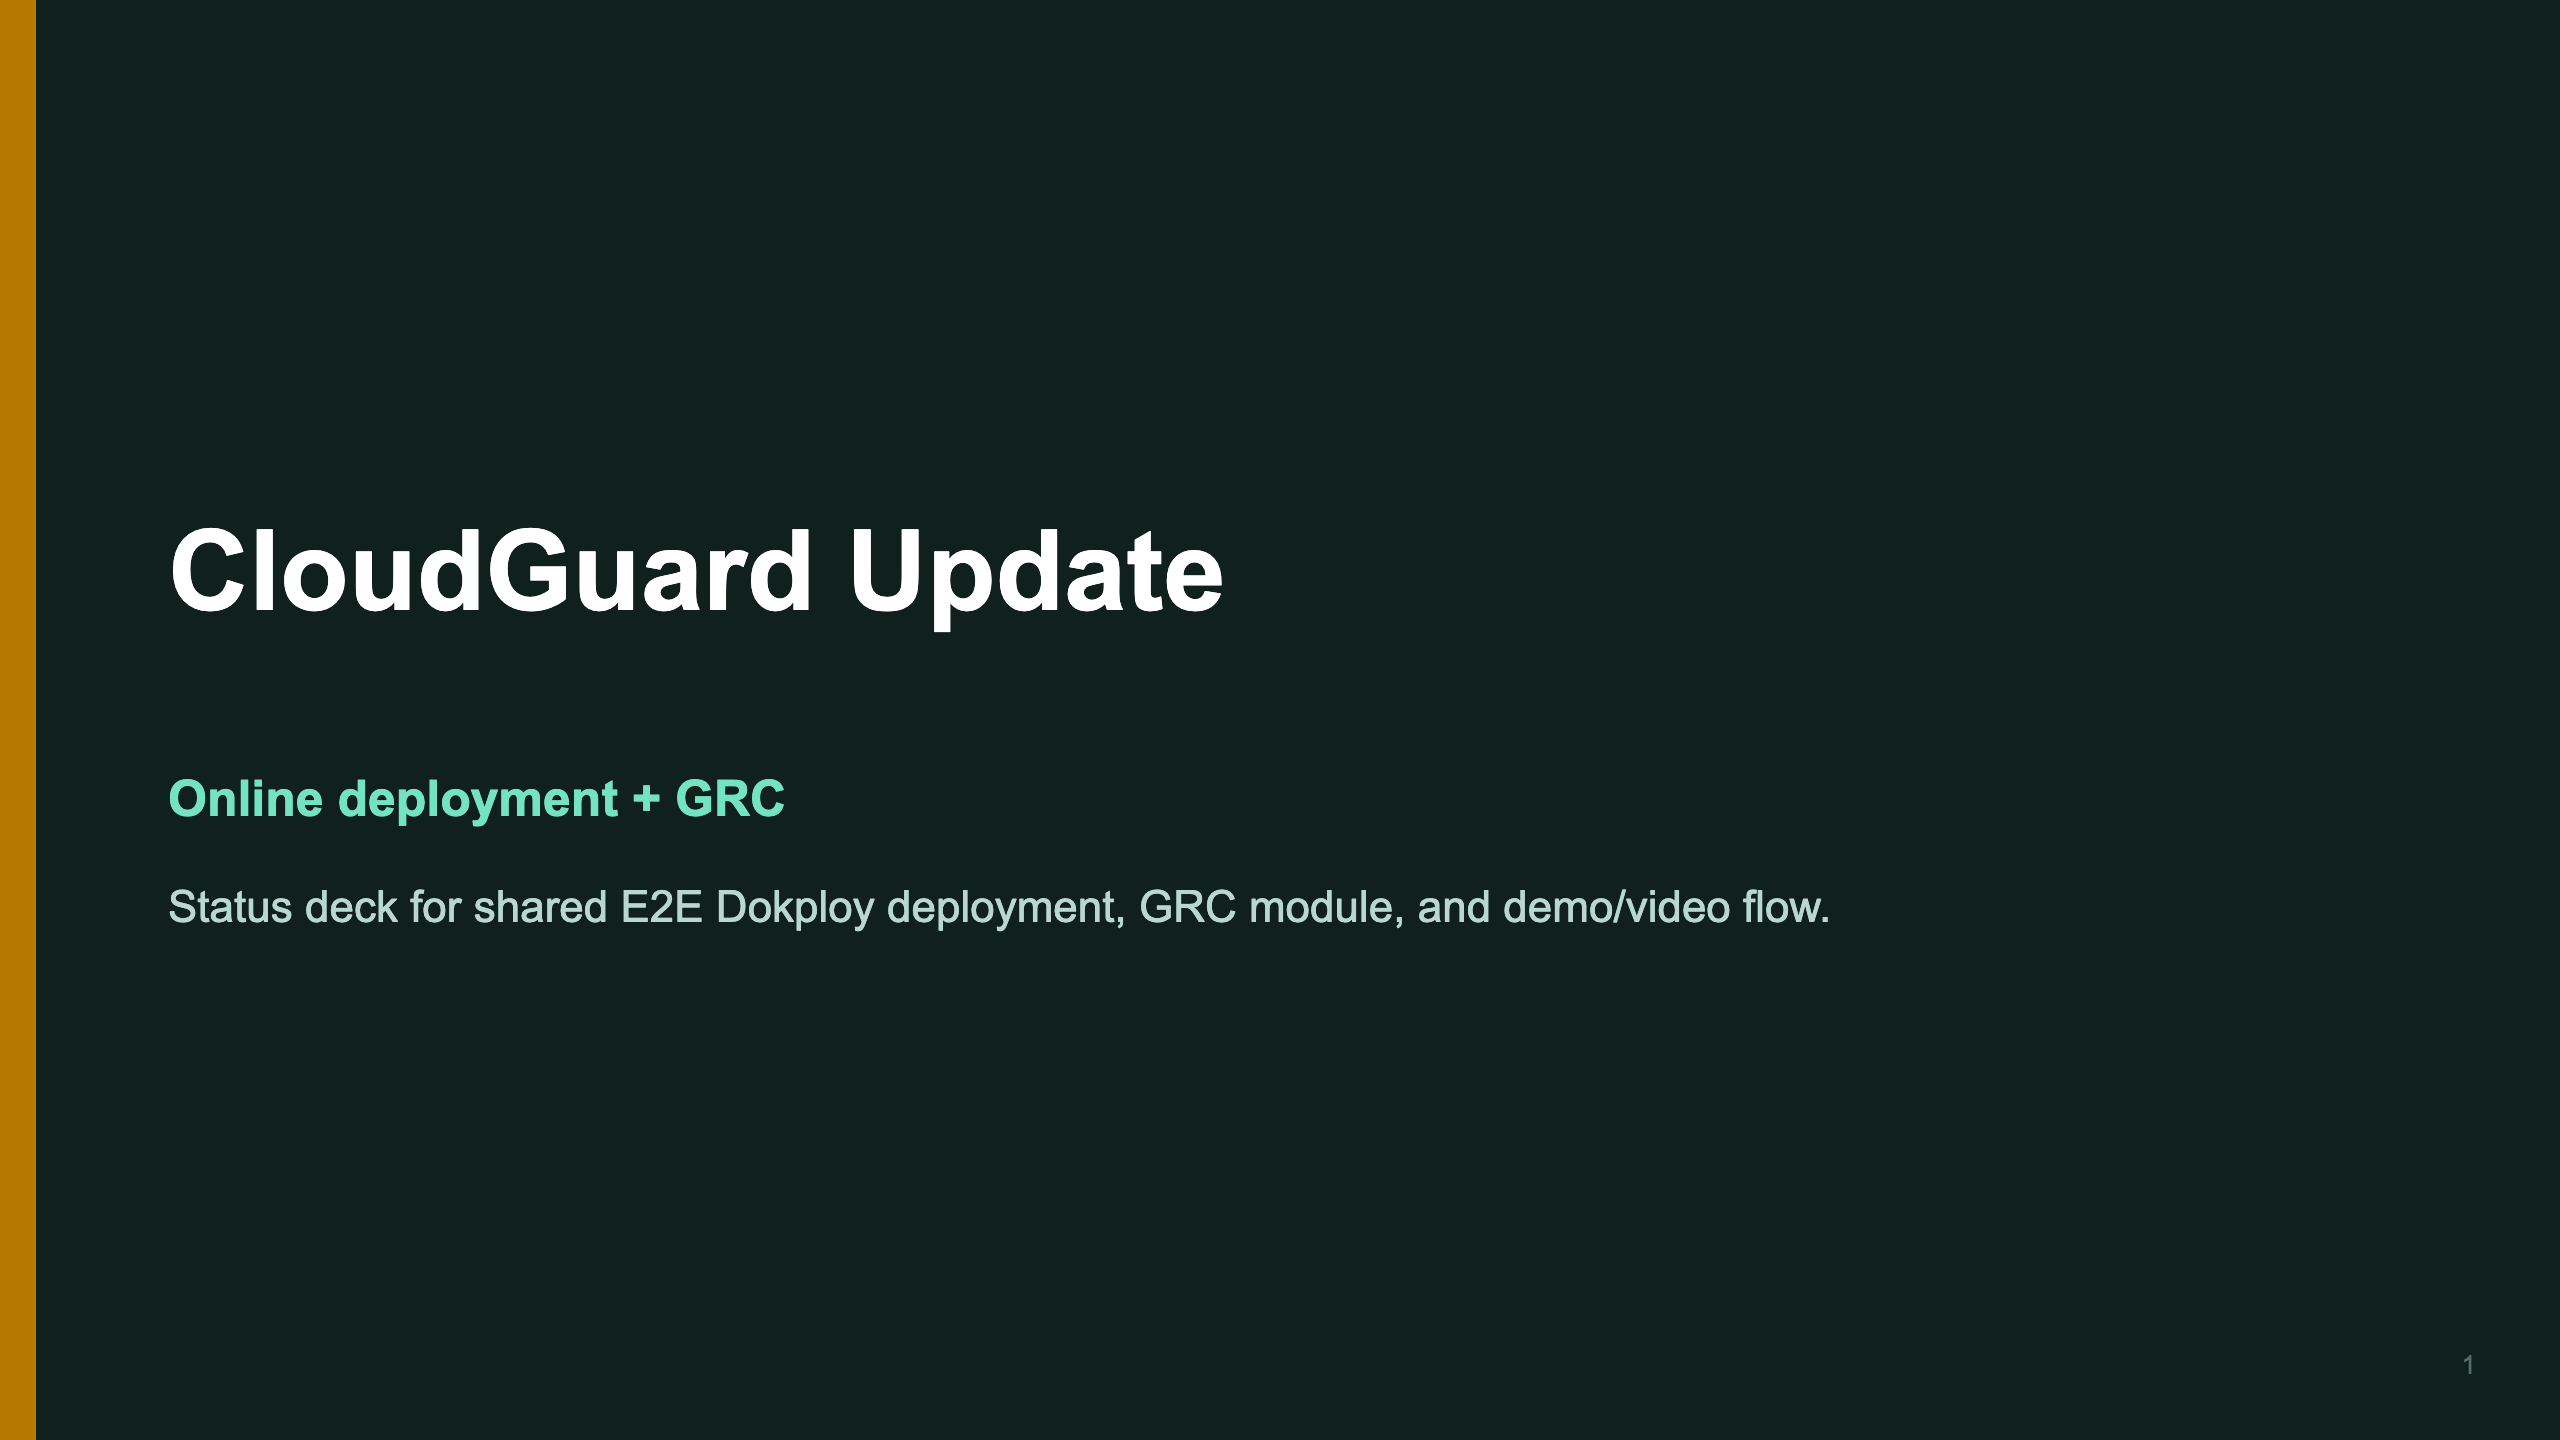 CloudGuard Update
Online deployment + GRC
Status deck for shared E2E Dokploy deployment, GRC module, and demo/video flow.
1